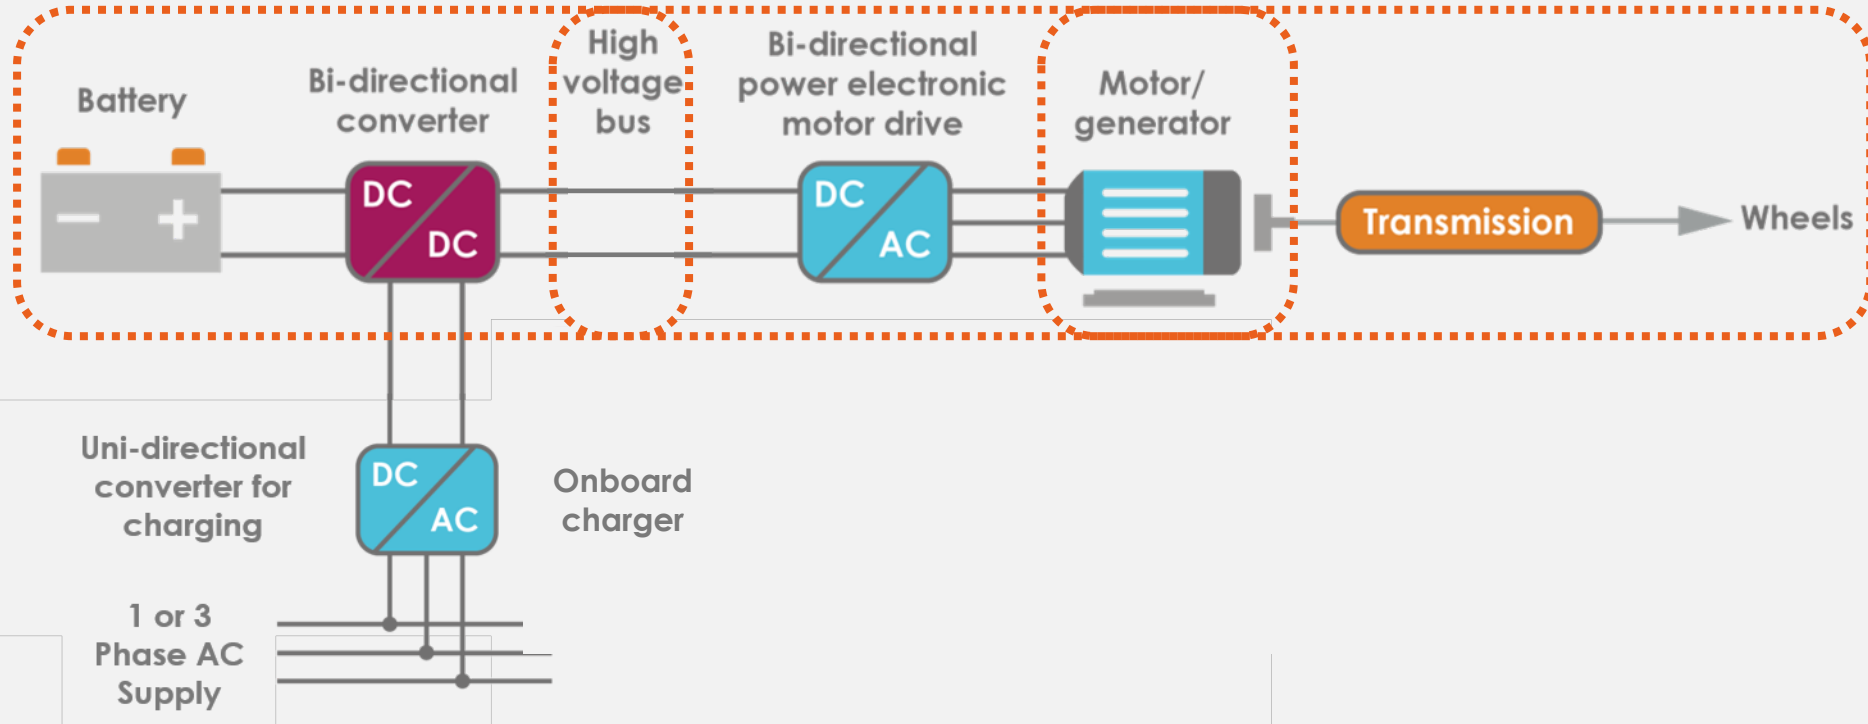 Battery
Bi-directional
converter
High
voltage
bus
Bi-directional
power electronic
motor drive
Motor/
generator
DC
DC
DC
AC
Transmission
Wheels
Uni-directional
converter for
charging
DC
AC
Onboard
charger
1 or 3
Phase AC
Supply